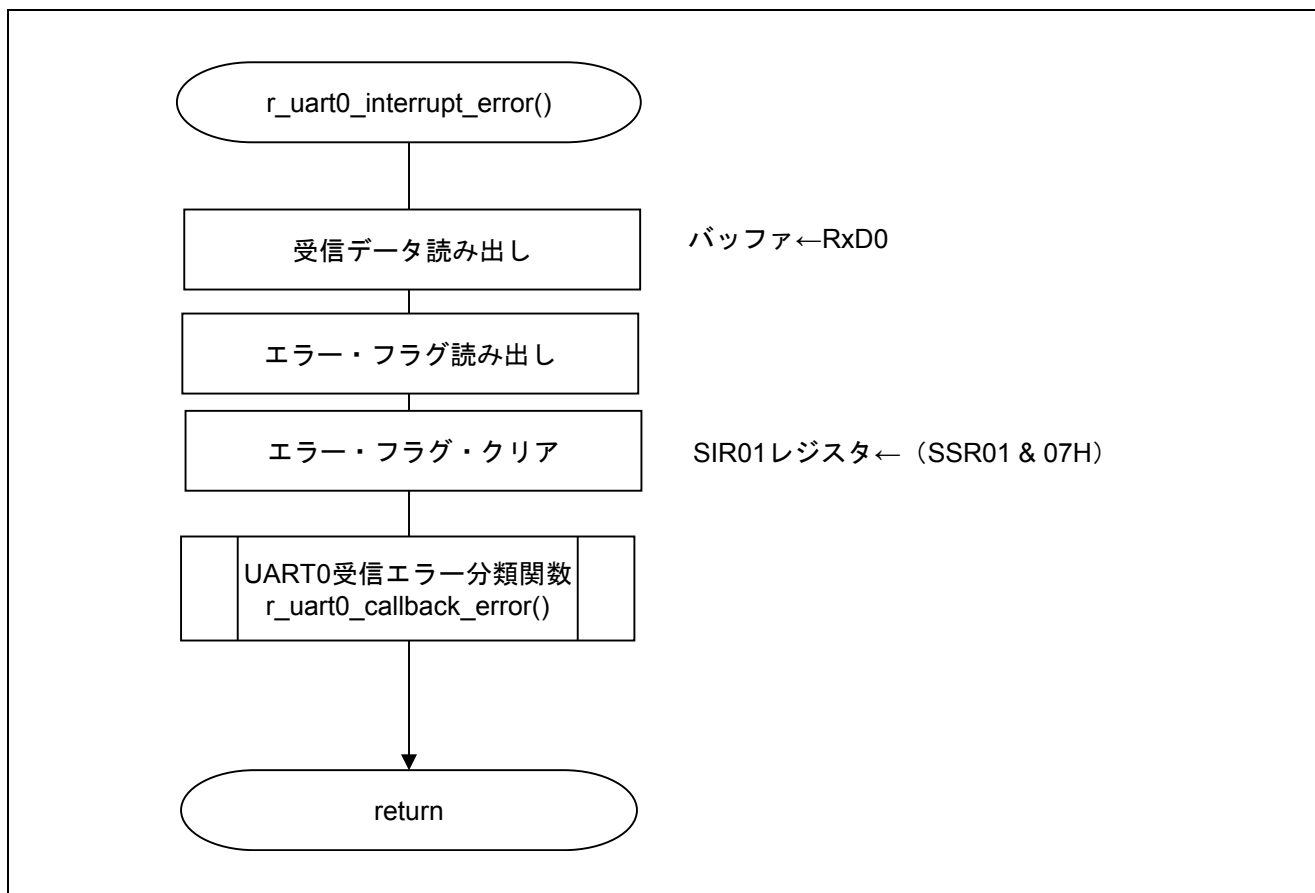 r_uart0_interrupt_error()
受信データ読み出し
バッファ←RxD0
エラー・フラグ読み出し
エラー・フラグ・クリア
SIR01レジスタ←（SSR01 & 07H）
UART0受信エラー分類関数
r_uart0_callback_error()
return